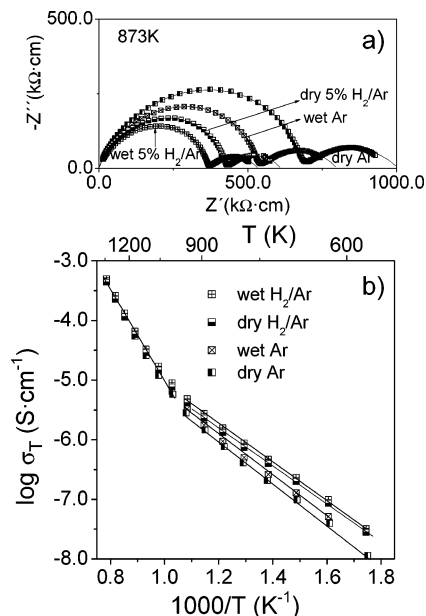 500.0
873K
a)
-Z´´(kΩ·cm)
dry 5% H2/Ar
wet Ar
wet 5% H2/Ar
dry Ar
0.0
0 250 500 750 1000
Z´(kΩ·cm)
T (K)
1200 900 600
-3.0
b)
wet H2/Ar
dry H2/Ar
wet Ar
dry Ar
-4.0
-5.0
-6.0
-7.0
-8.0
log σT (S·cm-1)
0.8 1.0 1.2 1.4 1.6 1.8
1000/T (K-1)